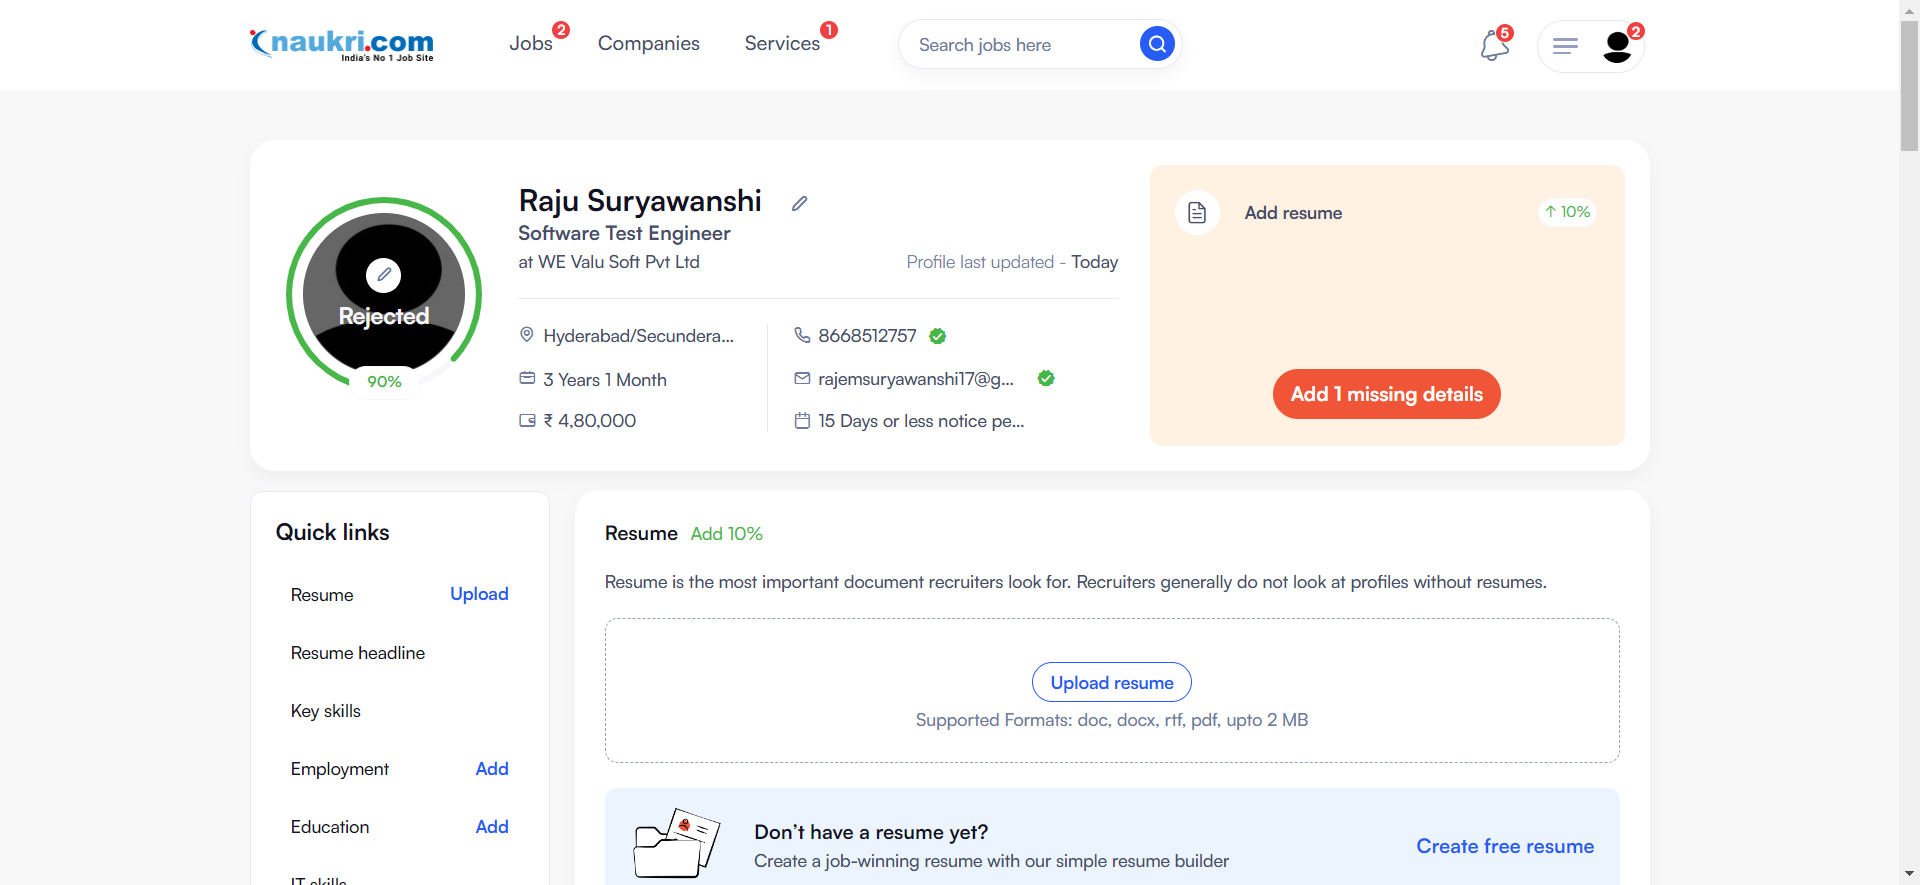 naukri.com
India's No 1 Job Site
Jobs
2
Companies
Services
1
Search jobs here
5
2
Rejected
90%
Raju Suryawanshi
Software Test Engineer
at WE Valu Soft Pvt Ltd
Profile last updated - Today
Hyderabad/Secundera...
3 Years 1 Month
₹ 4,80,000
8668512757
rajemsuryawanshi17@g...
15 Days or less notice pe...
Add resume
↑ 10%
Add 1 missing details
Quick links
Resume
Upload
Resume headline
Key skills
Employment
Add
Education
Add
IT skills
Resume Add 10%
Resume is the most important document recruiters look for. Recruiters generally do not look at profiles without resumes.
Upload resume
Supported Formats: doc, docx, rtf, pdf, upto 2 MB
Don't have a resume yet?
Create a job-winning resume with our simple resume builder
Create free resume